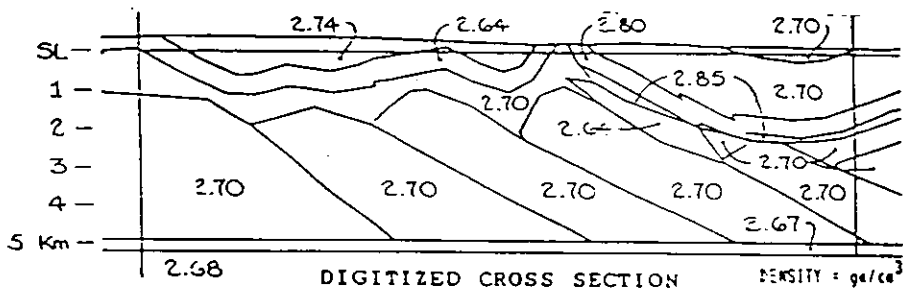 2.74 2.64 2.80 2.70
SL
1 2.85 2.70
2.70
2 2.64
3 2.70
2.70 2.70 2.70 2.70 2.70
4
5 Km 2.67
2.68 DIGITIZED CROSS SECTION DENSITY = gm/cm³